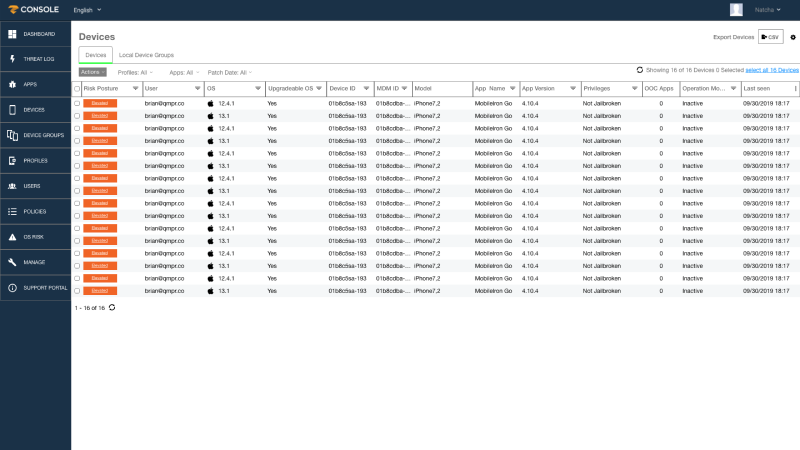 CONSOLE English Natcha
DASHBOARD
THREAT LOG
APPS
DEVICES
DEVICE GROUPS
PROFILES
USERS
POLICIES
OS RISK
MANAGE
SUPPORT PORTAL
Devices
Export Devices CSV
Devices Local Device Groups
Actions Profiles: All Apps: All Patch Date: All Showing 16 of 16 Devices 0 Selected select all 16 Devices
Risk Posture User OS Upgradeable OS Device ID MDM ID Model App Name App Version Privileges OOC Apps Operation Mo... Last seen
Elevated brian@qmpr.co 12.4.1 Yes 01b8c5sa-193 01b8cdba-... iPhone7,2 MobileIron Go 4.10.4 Not Jailbroken 0 Inactive 09/30/2019 18:17
Elevated brian@qmpr.co 13.1 Yes 01b8c5sa-193 01b8cdba-... iPhone7,2 MobileIron Go 4.10.4 Not Jailbroken 0 Inactive 09/30/2019 18:17
Elevated brian@qmpr.co 12.4.1 Yes 01b8c5sa-193 01b8cdba-... iPhone7,2 MobileIron Go 4.10.4 Not Jailbroken 0 Inactive 09/30/2019 18:17
Elevated brian@qmpr.co 13.1 Yes 01b8c5sa-193 01b8cdba-... iPhone7,2 MobileIron Go 4.10.4 Not Jailbroken 0 Inactive 09/30/2019 18:17
Elevated brian@qmpr.co 12.4.1 Yes 01b8c5sa-193 01b8cdba-... iPhone7,2 MobileIron Go 4.10.4 Not Jailbroken 0 Inactive 09/30/2019 18:17
Elevated brian@qmpr.co 13.1 Yes 01b8c5sa-193 01b8cdba-... iPhone7,2 MobileIron Go 4.10.4 Not Jailbroken 0 Inactive 09/30/2019 18:17
Elevated brian@qmpr.co 12.4.1 Yes 01b8c5sa-193 01b8cdba-... iPhone7,2 MobileIron Go 4.10.4 Not Jailbroken 0 Inactive 09/30/2019 18:17
Elevated brian@qmpr.co 13.1 Yes 01b8c5sa-193 01b8cdba-... iPhone7,2 MobileIron Go 4.10.4 Not Jailbroken 0 Inactive 09/30/2019 18:17
Elevated brian@qmpr.co 12.4.1 Yes 01b8c5sa-193 01b8cdba-... iPhone7,2 MobileIron Go 4.10.4 Not Jailbroken 0 Inactive 09/30/2019 18:17
Elevated brian@qmpr.co 13.1 Yes 01b8c5sa-193 01b8cdba-... iPhone7,2 MobileIron Go 4.10.4 Not Jailbroken 0 Inactive 09/30/2019 18:17
Elevated brian@qmpr.co 12.4.1 Yes 01b8c5sa-193 01b8cdba-... iPhone7,2 MobileIron Go 4.10.4 Not Jailbroken 0 Inactive 09/30/2019 18:17
Elevated brian@qmpr.co 13.1 Yes 01b8c5sa-193 01b8cdba-... iPhone7,2 MobileIron Go 4.10.4 Not Jailbroken 0 Inactive 09/30/2019 18:17
Elevated brian@qmpr.co 12.4.1 Yes 01b8c5sa-193 01b8cdba-... iPhone7,2 MobileIron Go 4.10.4 Not Jailbroken 0 Inactive 09/30/2019 18:17
Elevated brian@qmpr.co 13.1 Yes 01b8c5sa-193 01b8cdba-... iPhone7,2 MobileIron Go 4.10.4 Not Jailbroken 0 Inactive 09/30/2019 18:17
Elevated brian@qmpr.co 12.4.1 Yes 01b8c5sa-193 01b8cdba-... iPhone7,2 MobileIron Go 4.10.4 Not Jailbroken 0 Inactive 09/30/2019 18:17
Elevated brian@qmpr.co 13.1 Yes 01b8c5sa-193 01b8cdba-... iPhone7,2 MobileIron Go 4.10.4 Not Jailbroken 0 Inactive 09/30/2019 18:17
1 - 16 of 16